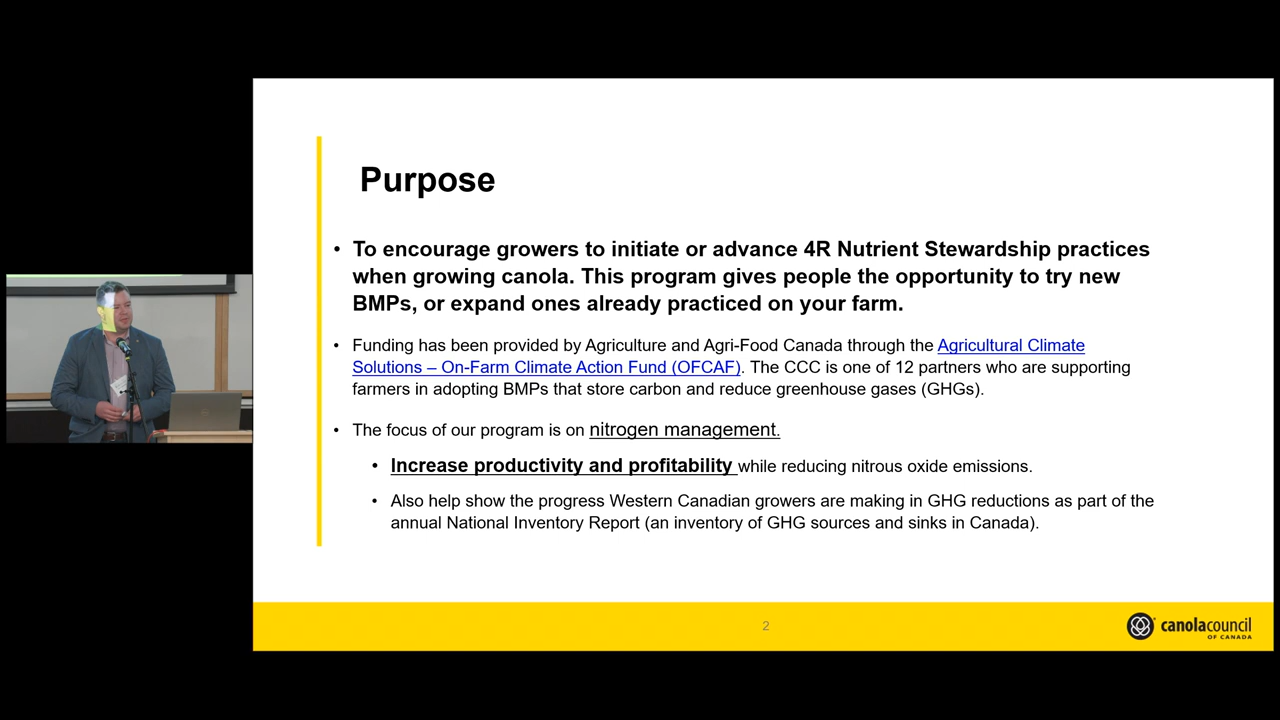 Purpose
• To encourage growers to initiate or advance 4R Nutrient Stewardship practices
when growing canola. This program gives people the opportunity to try new
BMPs, or expand ones already practiced on your farm.
• Funding has been provided by Agriculture and Agri-Food Canada through the Agricultural Climate
Solutions – On-Farm Climate Action Fund (OFCAF). The CCC is one of 12 partners who are supporting
farmers in adopting BMPs that store carbon and reduce greenhouse gases (GHGs).
• The focus of our program is on nitrogen management.
• Increase productivity and profitability while reducing nitrous oxide emissions.
• Also help show the progress Western Canadian growers are making in GHG reductions as part of the
annual National Inventory Report (an inventory of GHG sources and sinks in Canada).
2
canolacouncil
OF CANADA